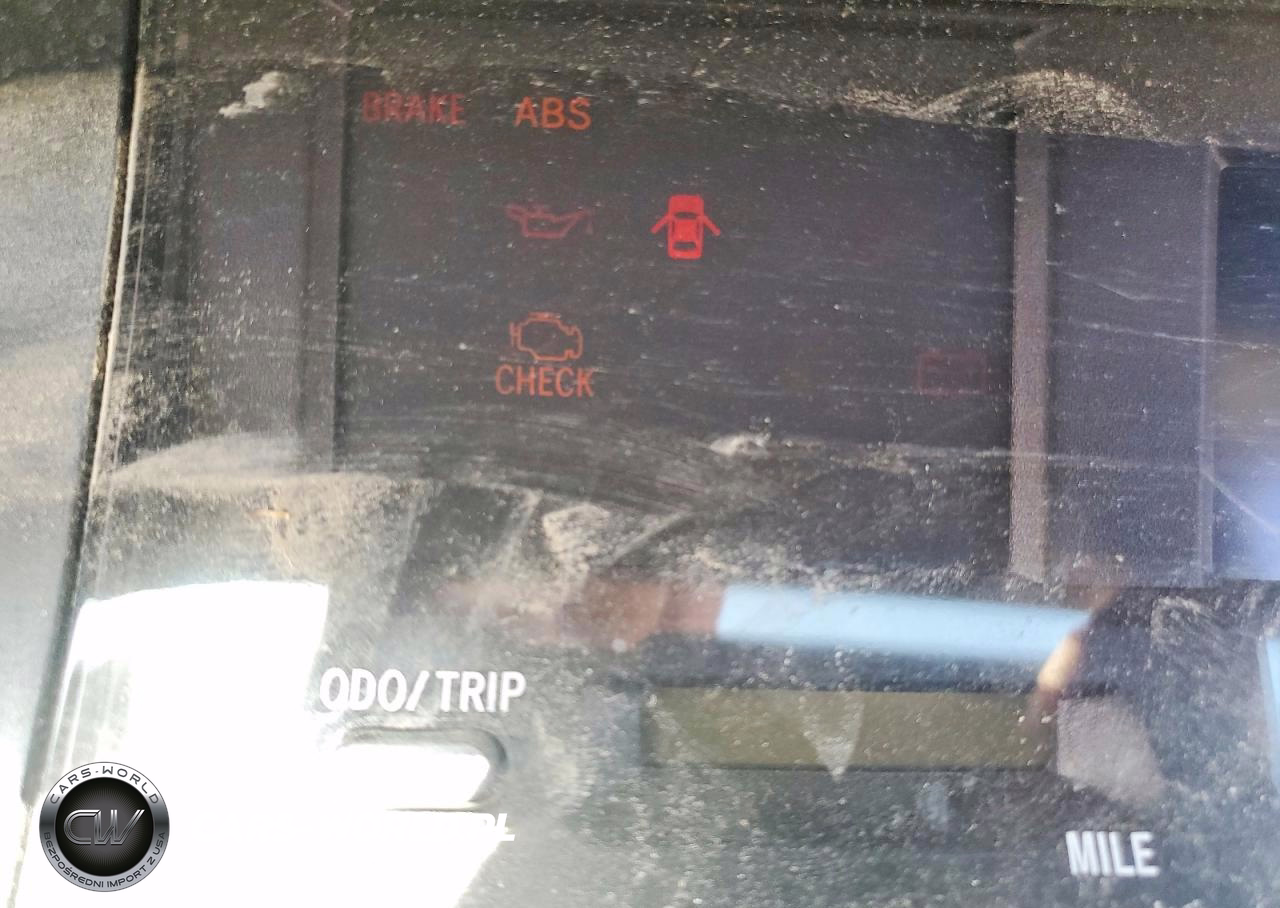 BRAKE ABS
CHECK
ODO/TRIP
MILE
CARS-WORLD
CW
BEZPOŚREDNI IMPORT Z USA